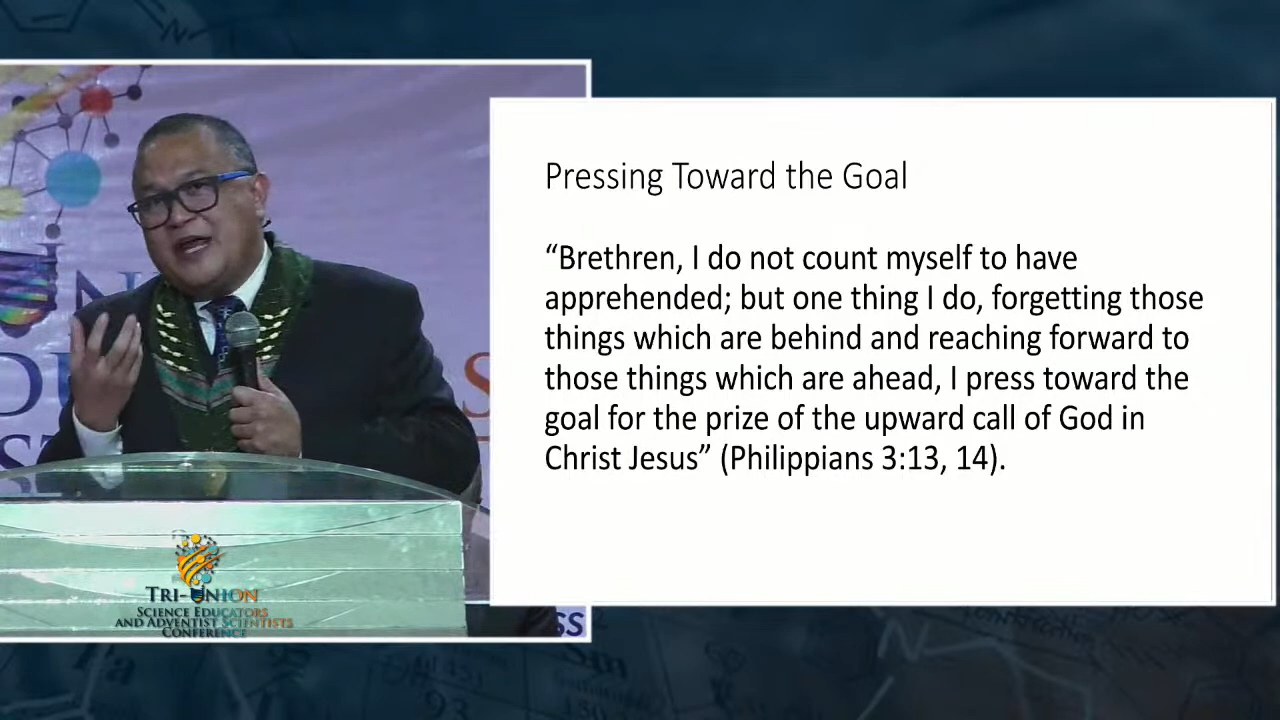 Pressing Toward the Goal
“Brethren, I do not count myself to have
apprehended; but one thing I do, forgetting those
things which are behind and reaching forward to
those things which are ahead, I press toward the
goal for the prize of the upward call of God in
Christ Jesus” (Philippians 3:13, 14).
TRI-UNION
SCIENCE EDUCATORS
AND ADVENTIST SCIENTISTS
CONFERENCE
SS
93